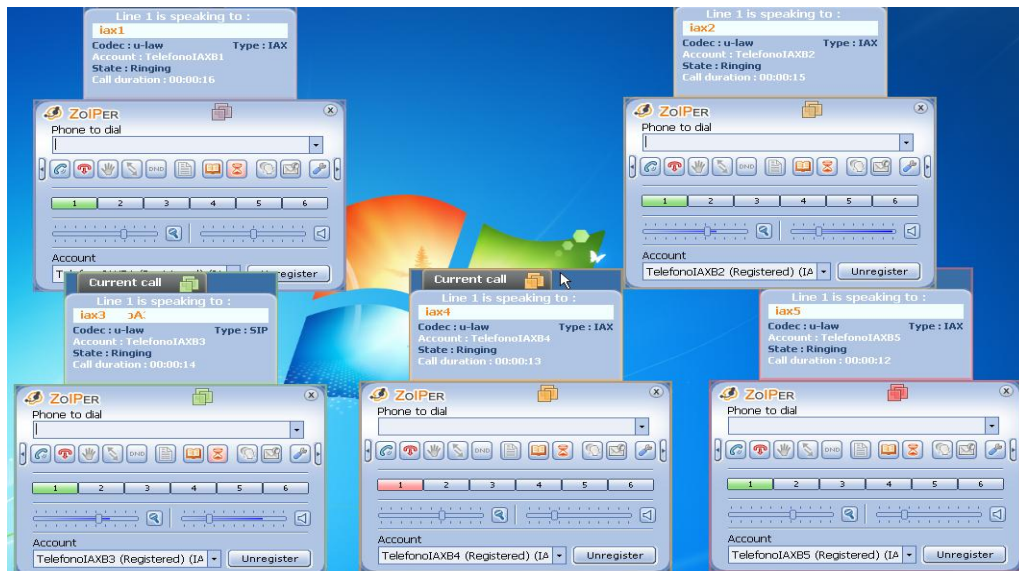 Line 1 is speaking to :
iax1
Codec : u-law Type : IAX
Account : TelefonoIAXB1
State : Ringing
Call duration : 00:00:16
ZOIPER
Phone to dial
DND
1 2 3 4 5 6
Account
Unregister
Line 1 is speaking to :
iax2
Codec : u-law Type : IAX
Account : TelefonoIAXB2
State : Ringing
Call duration : 00:00:15
ZOIPER
Phone to dial
DND
1 2 3 4 5 6
Account
TelefonoIAXB2 (Registered) (IA Unregister
Current call
Line 1 is speaking to :
iax3
Codec : u-law Type : SIP
Account : TelefonoIAXB3
State : Ringing
Call duration : 00:00:14
ZOIPER
Phone to dial
DND
1 2 3 4 5 6
Account
TelefonoIAXB3 (Registered) (IA Unregister
Current call
Line 1 is speaking to :
iax4
Codec : u-law Type : IAX
Account : TelefonoIAXB4
State : Ringing
Call duration : 00:00:13
ZOIPER
Phone to dial
DND
1 2 3 4 5 6
Account
TelefonoIAXB4 (Registered) (IA Unregister
Line 1 is speaking to :
iax5
Codec : u-law Type : IAX
Account : TelefonoIAXB5
State : Ringing
Call duration : 00:00:12
ZOIPER
Phone to dial
DND
1 2 3 4 5 6
Account
TelefonoIAXB5 (Registered) (IA Unregister